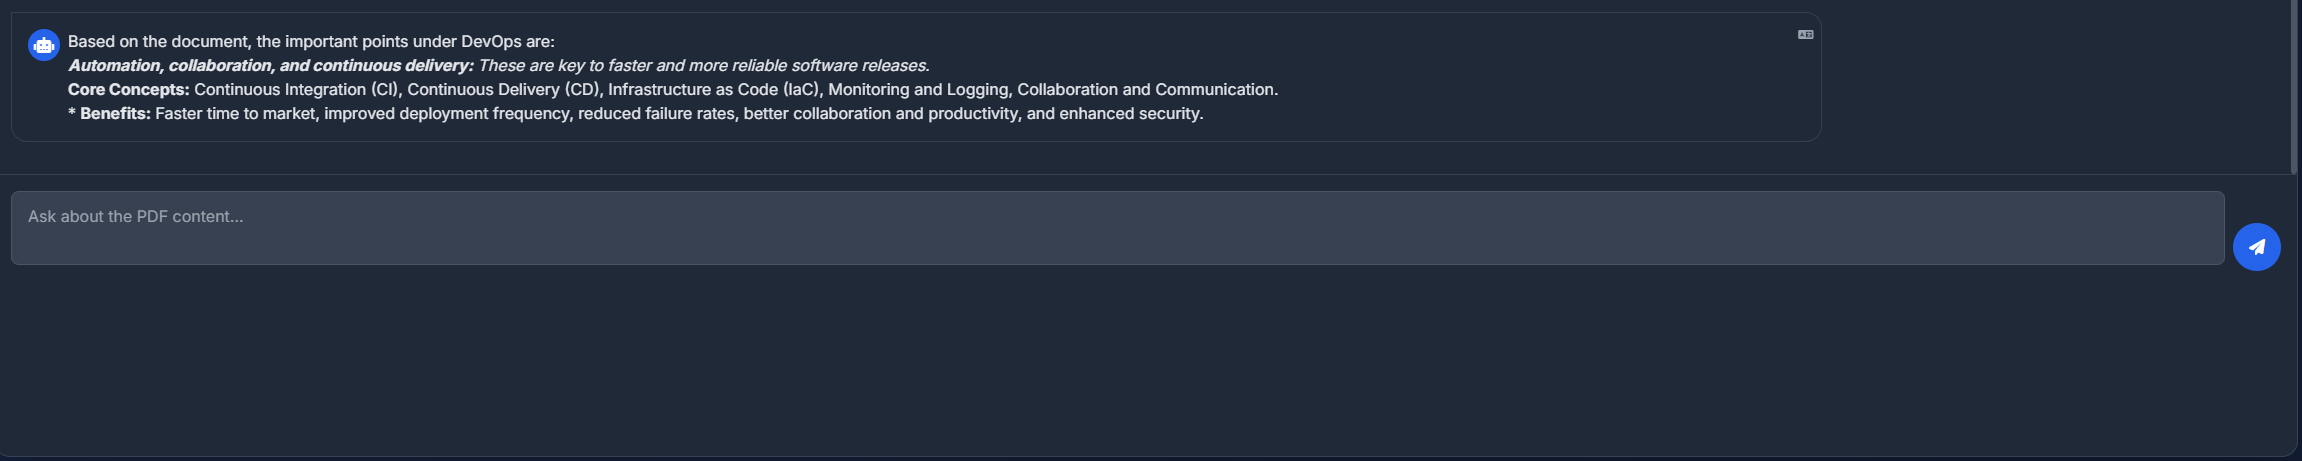 Based on the document, the important points under DevOps are:
Automation, collaboration, and continuous delivery: These are key to faster and more reliable software releases.
Core Concepts: Continuous Integration (CI), Continuous Delivery (CD), Infrastructure as Code (IaC), Monitoring and Logging, Collaboration and Communication.
* Benefits: Faster time to market, improved deployment frequency, reduced failure rates, better collaboration and productivity, and enhanced security.
Ask about the PDF content...